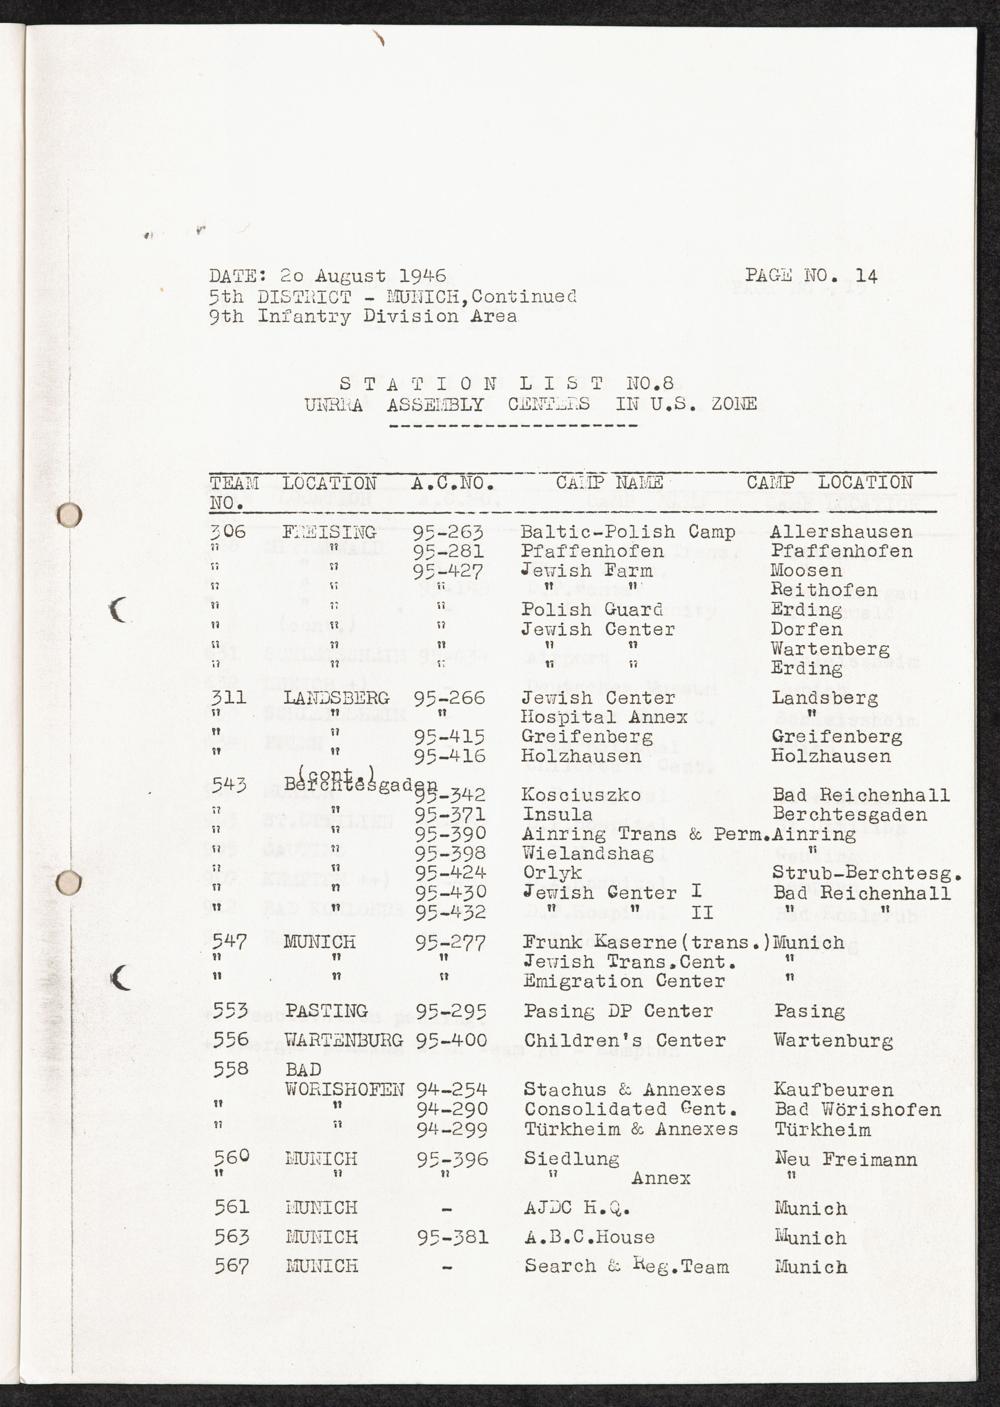 DATE: 2o August 1946 PAGE NO. 14
5th DISTRICT - MUNICH,Continued
9th Infantry Division Area
S T A T I O N L I S T NO.8
UNRRA ASSEMBLY CENTERS IN U.S. ZONE
--------------------
TEAM LOCATION A.C.NO. CAMP NAME CAMP LOCATION
NO.
306 FREISING 95-263 Baltic-Polish Camp Allershausen
" " 95-281 Pfaffenhofen Pfaffenhofen
" " 95-427 Jewish Farm Moosen
" " " " " Reithofen
" " " Polish Guard Erding
" " " Jewish Center Dorfen
" " " " " Wartenberg
" " " " " Erding
311 LANDSBERG 95-266 Jewish Center Landsberg
" " " Hospital Annex "
" " 95-415 Greifenberg Greifenberg
" " 95-416 Holzhausen Holzhausen
(cont.)
543 Berchtesgaden
95-342 Kosciuszko Bad Reichenhall
" " 95-371 Insula Berchtesgaden
" " 95-390 Ainring Trans & Perm.Ainring
" " 95-398 Wielandshag "
" " 95-424 Orlyk Strub-Berchtesg.
" " 95-430 Jewish Center I Bad Reichenhall
" " 95-432 " " II " "
547 MUNICH 95-277 Frunk Kaserne(trans.)Munich
" " " Jewish Trans.Cent. "
" " " Emigration Center "
553 PASTING 95-295 Pasing DP Center Pasing
556 WARTENBURG 95-400 Children's Center Wartenburg
558 BAD
WORISHOFEN 94-254 Stachus & Annexes Kaufbeuren
" " 94-290 Consolidated Cent. Bad Wörishofen
" " 94-299 Türkheim & Annexes Türkheim
560 MUNICH 95-396 Siedlung Neu Freimann
" " " " Annex "
561 MUNICH - AJDC H.Q. Munich
563 MUNICH 95-381 A.B.C.House Munich
567 MUNICH - Search & Reg.Team Munich